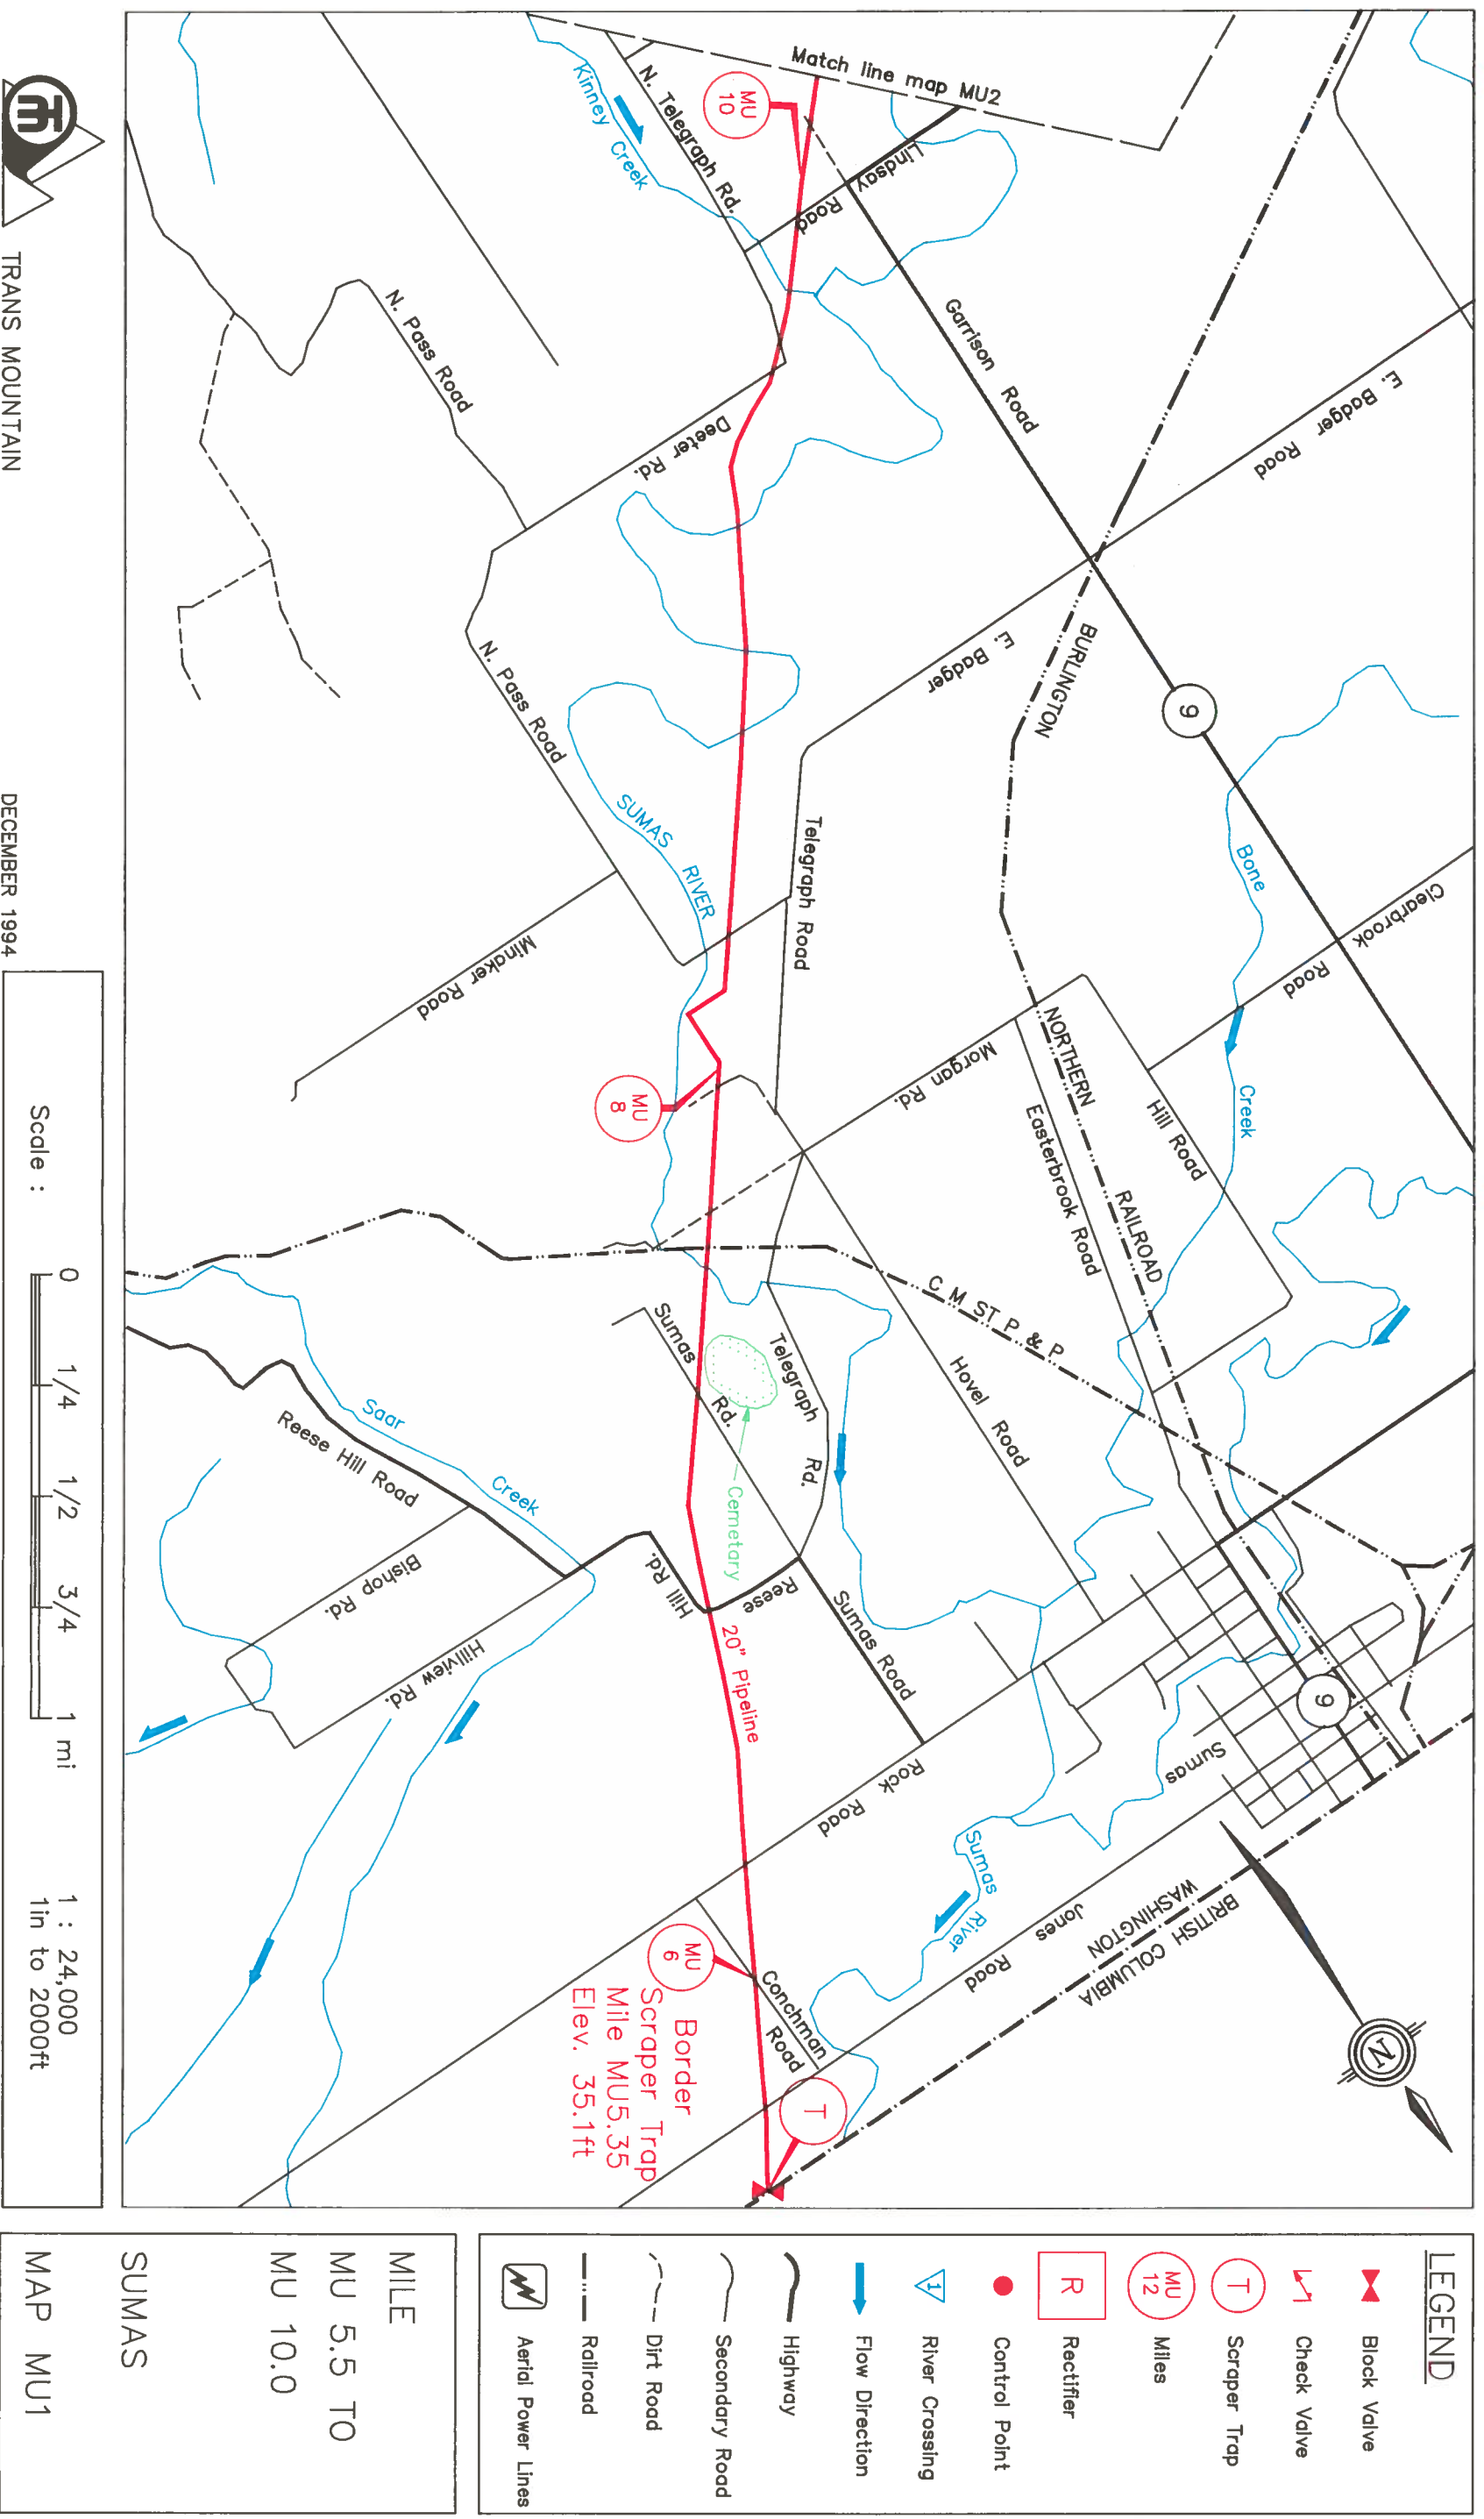 Match line map MU2
Kinney Creek
N. Telegraph Rd.
MU
10
Lindsay
Road
Garrison Road
E. Badger
Road
N. Pass Road
Deeter Rd.
E. Badger
BURLINGTON
9
N. Pass Road
SUMAS RIVER
Telegraph Road
Bone Creek
Clearbrook
Road
Minaker Road
MU
8
Morgan Rd.
NORTHERN
RAILROAD
Easterbrook Road
Hill Road
C M ST P & P
Hovel Road
Telegraph Rd.
Sumas Rd.
Cemetary
Saar Creek
Reese Hill Road
Bishop Rd.
Hillview Rd.
Reese
Hill Rd.
Sumas Road
20" Pipeline
Rock
Road
9
Sumas
Sumas River
Jones
Road
BRITISH COLUMBIA
WASHINGTON
N
MU
6
Conchman
Road
T
Border
Scraper Trap
Mile MU5.35
Elev. 35.1ft
LEGEND
Block Valve
Check Valve
T Scraper Trap
MU
12
Miles
R Rectifier
Control Point
1 River Crossing
Flow Direction
Highway
Secondary Road
Dirt Road
Railroad
Aerial Power Lines
TRANS MOUNTAIN
DECEMBER 1994
Scale :
0 1/4 1/2 3/4 1 mi
1 : 24,000
1in to 2000ft
MILE
MU 5.5 TO
MU 10.0
SUMAS
MAP MU1